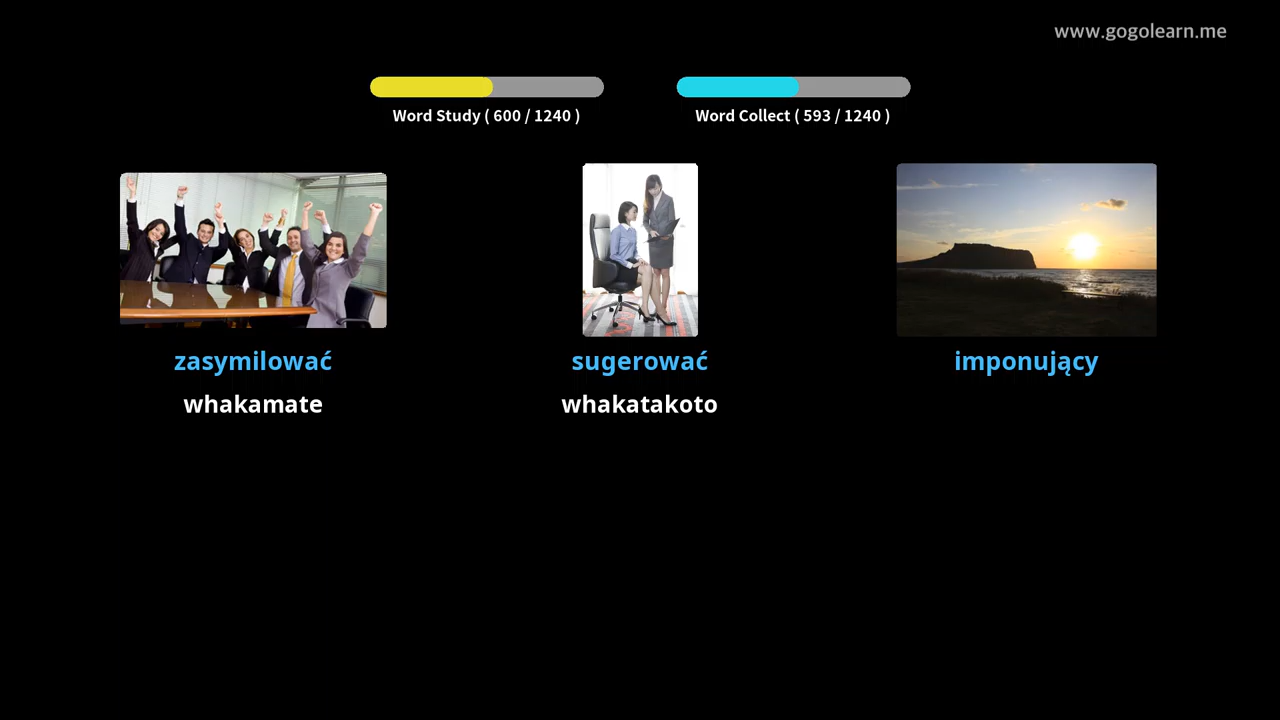 www.gogolearn.me
Word Study ( 600 / 1240 )
Word Collect ( 593 / 1240 )
zasymilować
sugerować
imponujący
whakamate
whakatakoto